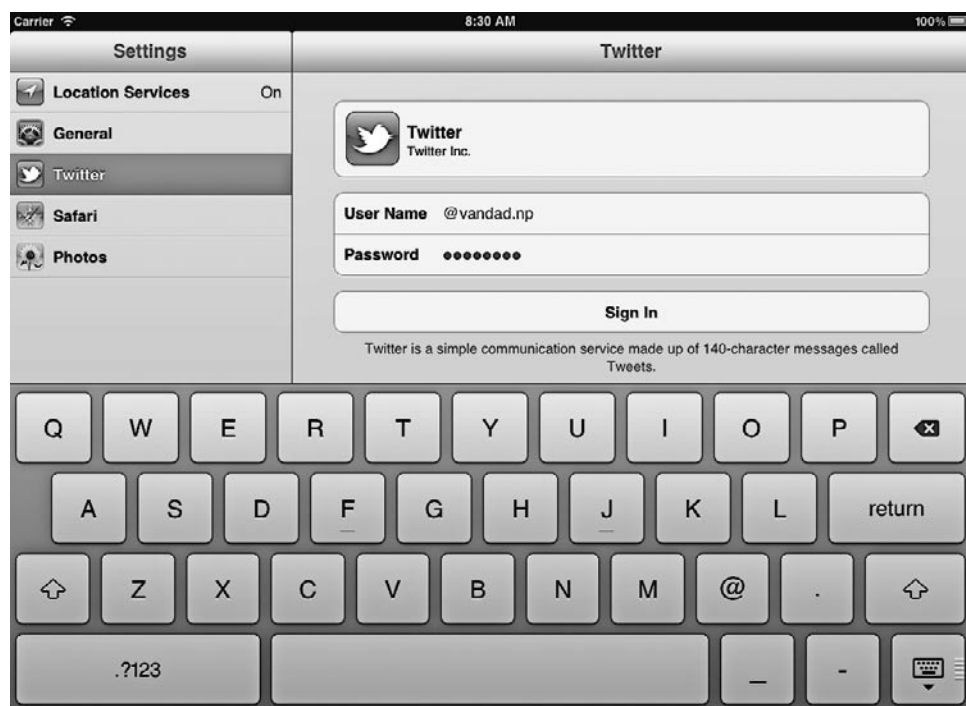 Carrier 8:30 AM 100%
Settings
Twitter
Location Services On
General
Twitter
Safari
Photos
Twitter
Twitter Inc.
User Name @vandad.np
Password
Sign In
Twitter is a simple communication service made up of 140-character messages called
Tweets.
Q W E R T Y U I O P
A S D F G H J K L return
Z X C V B N M @ .
.?123 _ -